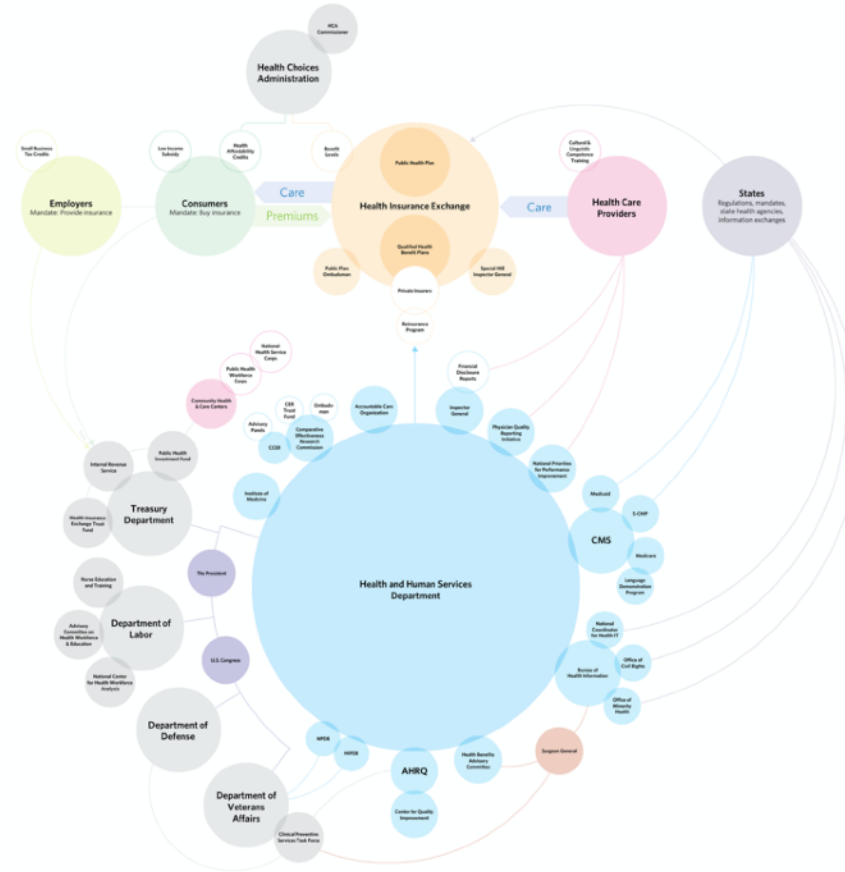 HCA
Commissioner
Health Choices
Administration
Small Business
Tax Credits
Low Income
Subsidy
Health
Affordability
Credits
Benefit
Levels
Public Health Plan
Cultural &
Linguistic
Competence
Training
Employers
Mandate: Provide insurance
Consumers
Mandate: Buy insurance
Care
Premiums
Health Insurance Exchange
Care
Health Care
Providers
States
Regulations, mandates,
state health agencies,
information exchanges
Qualified Health
Benefit Plans
Public Plan
Ombudsman
Special HIE
Inspector General
Private Insurers
Reinsurance
Program
National
Health Service
Corps
Public Health
Workforce
Corps
Community Health
& Care Centers
Financial
Disclosure
Reports
CER
Trust
Fund
Ombuds-
man
Advisory
Panels
CCER
Comparative
Effectiveness
Research
Commission
Accountable Care
Organization
Inspector
General
Physician Quality
Reporting
Initiative
National Priorities
for Performance
Improvement
Internal Revenue
Service
Public Health
Investment Fund
Treasury
Department
Health Insurance
Exchange Trust
Fund
Institute of
Medicine
Medicaid
S-CHIP
CMS
Medicare
Language
Demonstration
Program
The President
Health and Human Services
Department
Nurse Education
and Training
Department of
Labor
Advisory
Committee on
Health Workforce
& Education
National Center
for Health Workforce
Analysis
U.S. Congress
National
Coordinator
for Health IT
Bureau of
Health Information
Office of
Civil Rights
Office of
Minority
Health
Department of
Defense
NPDB
HIPDB
AHRQ
Health Benefits
Advisory
Committee
Surgeon General
Department of
Veterans
Affairs
Center for Quality
Improvement
Clinical Preventive
Services Task Force